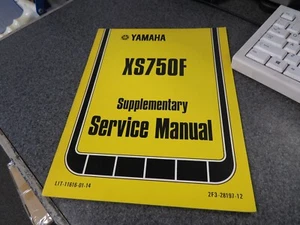 YAMAHA
XS750F
Supplementary
Service Manual
LIT-11616-01-14
2F3-28197-12